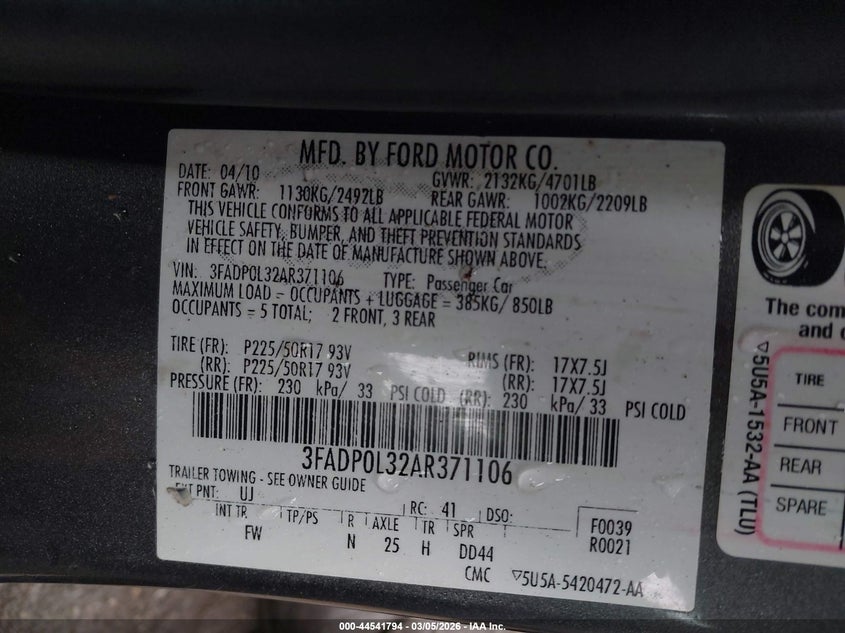 MFD. BY FORD MOTOR CO.
DATE: 04/10 GVWR: 2132KG/4701LB
FRONT GAWR: 1130KG/2492LB REAR GAWR: 1002KG/2209LB
THIS VEHICLE CONFORMS TO ALL APPLICABLE FEDERAL MOTOR
VEHICLE SAFETY, BUMPER, AND THEFT PREVENTION STANDARDS
IN EFFECT ON THE DATE OF MANUFACTURE SHOWN ABOVE.
VIN: 3FADP0L32AR371106 TYPE: Passenger Car
MAXIMUM LOAD = OCCUPANTS + LUGGAGE = 385KG/ 850LB
OCCUPANTS = 5 TOTAL; 2 FRONT, 3 REAR
TIRE (FR): P225/50R17 93V RIMS (FR): 17X7.5J
(RR): P225/50R17 93V (RR): 17X7.5J
PRESSURE (FR): 230 kPa/ 33 PSI COLD (RR): 230 kPa/ 33 PSI COLD
3FADP0L32AR371106
TRAILER TOWING - SEE OWNER GUIDE
EXT PNT: UJ RC: 41 DSO:
INT TR TP/PS R AXLE TR SPR F0039
FW N 25 H DD44 R0021
CMC ▽5U5A-5420472-AA
The com
and c
▽5U5A-1532-AA (TLU)
TIRE
FRONT
REAR
SPARE
000-44541794 - 03/05/2026 - IAA Inc.